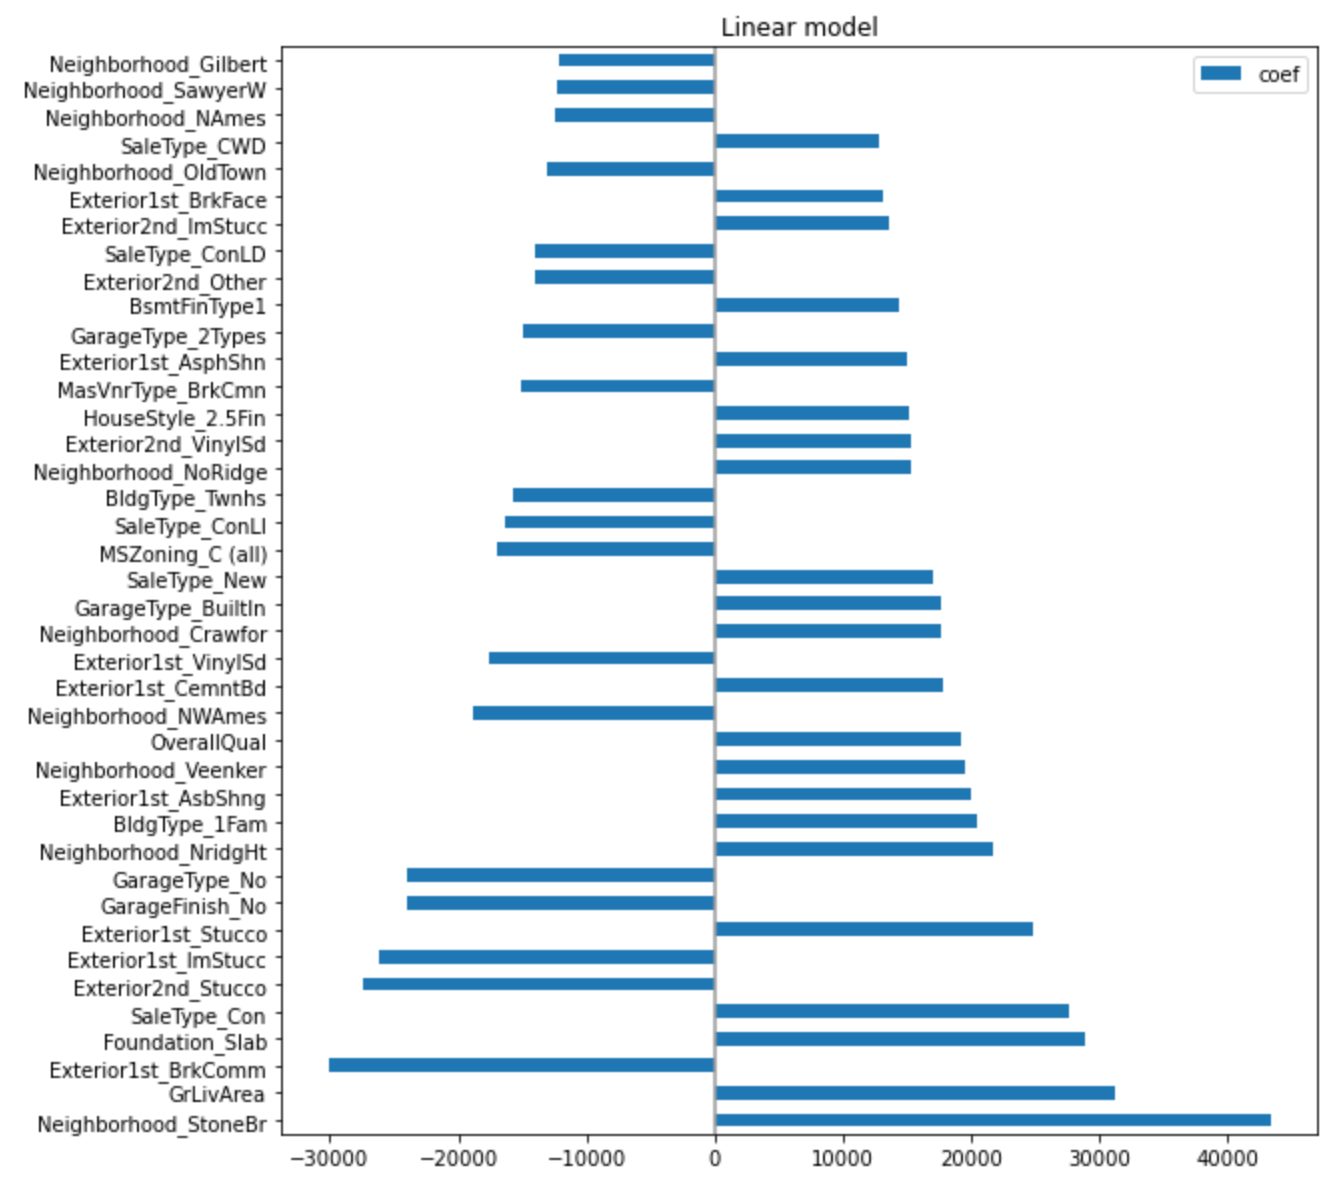 Linear model
coef
Neighborhood_Gilbert
Neighborhood_SawyerW
Neighborhood_NAmes
SaleType_CWD
Neighborhood_OldTown
Exterior1st_BrkFace
Exterior2nd_ImStucc
SaleType_ConLD
Exterior2nd_Other
BsmtFinType1
GarageType_2Types
Exterior1st_AsphShn
MasVnrType_BrkCmn
HouseStyle_2.5Fin
Exterior2nd_VinylSd
Neighborhood_NoRidge
BldgType_Twnhs
SaleType_ConLI
MSZoning_C (all)
SaleType_New
GarageType_BuiltIn
Neighborhood_Crawfor
Exterior1st_VinylSd
Exterior1st_CemntBd
Neighborhood_NWAmes
OverallQual
Neighborhood_Veenker
Exterior1st_AsbShng
BldgType_1Fam
Neighborhood_NridgHt
GarageType_No
GarageFinish_No
Exterior1st_Stucco
Exterior1st_ImStucc
Exterior2nd_Stucco
SaleType_Con
Foundation_Slab
Exterior1st_BrkComm
GrLivArea
Neighborhood_StoneBr
−30000 −20000 −10000 0 10000 20000 30000 40000